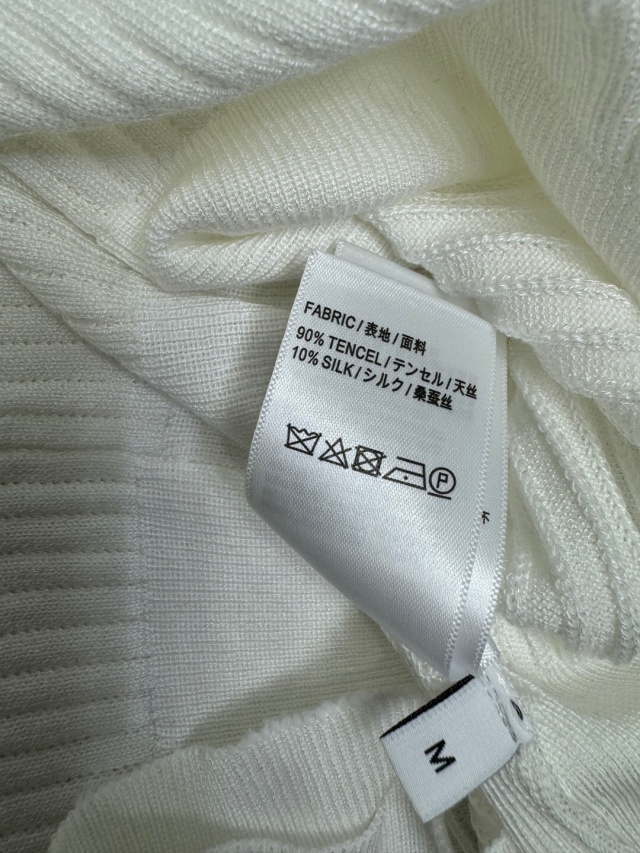 FABRIC/表地/面料
90% TENCEL/テンセル/天丝
10% SILK/シルク/桑蚕丝
P
不
M